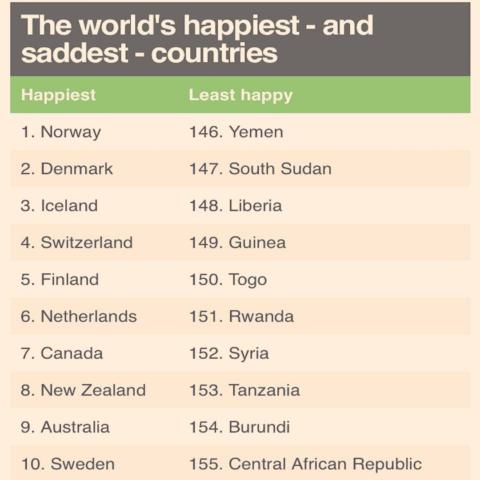 The world's happiest - and
saddest - countries
Happiest Least happy
1. Norway 146. Yemen
2. Denmark 147. South Sudan
3. Iceland 148. Liberia
4. Switzerland 149. Guinea
5. Finland 150. Togo
6. Netherlands 151. Rwanda
7. Canada 152. Syria
8. New Zealand 153. Tanzania
9. Australia 154. Burundi
10. Sweden 155. Central African Republic